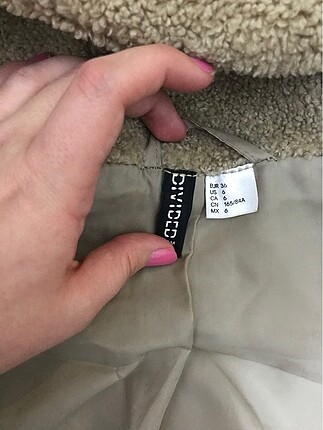 DIVIDED
EUR 36
US 6
CA 6
CN 165/84A
MX 6